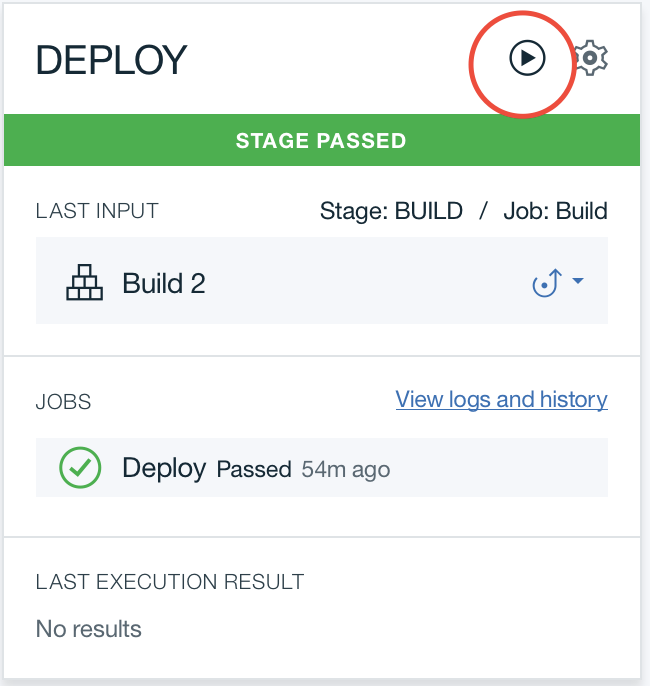 DEPLOY
STAGE PASSED
LAST INPUT Stage: BUILD / Job: Build
Build 2
JOBS View logs and history
Deploy Passed 54m ago
LAST EXECUTION RESULT
No results